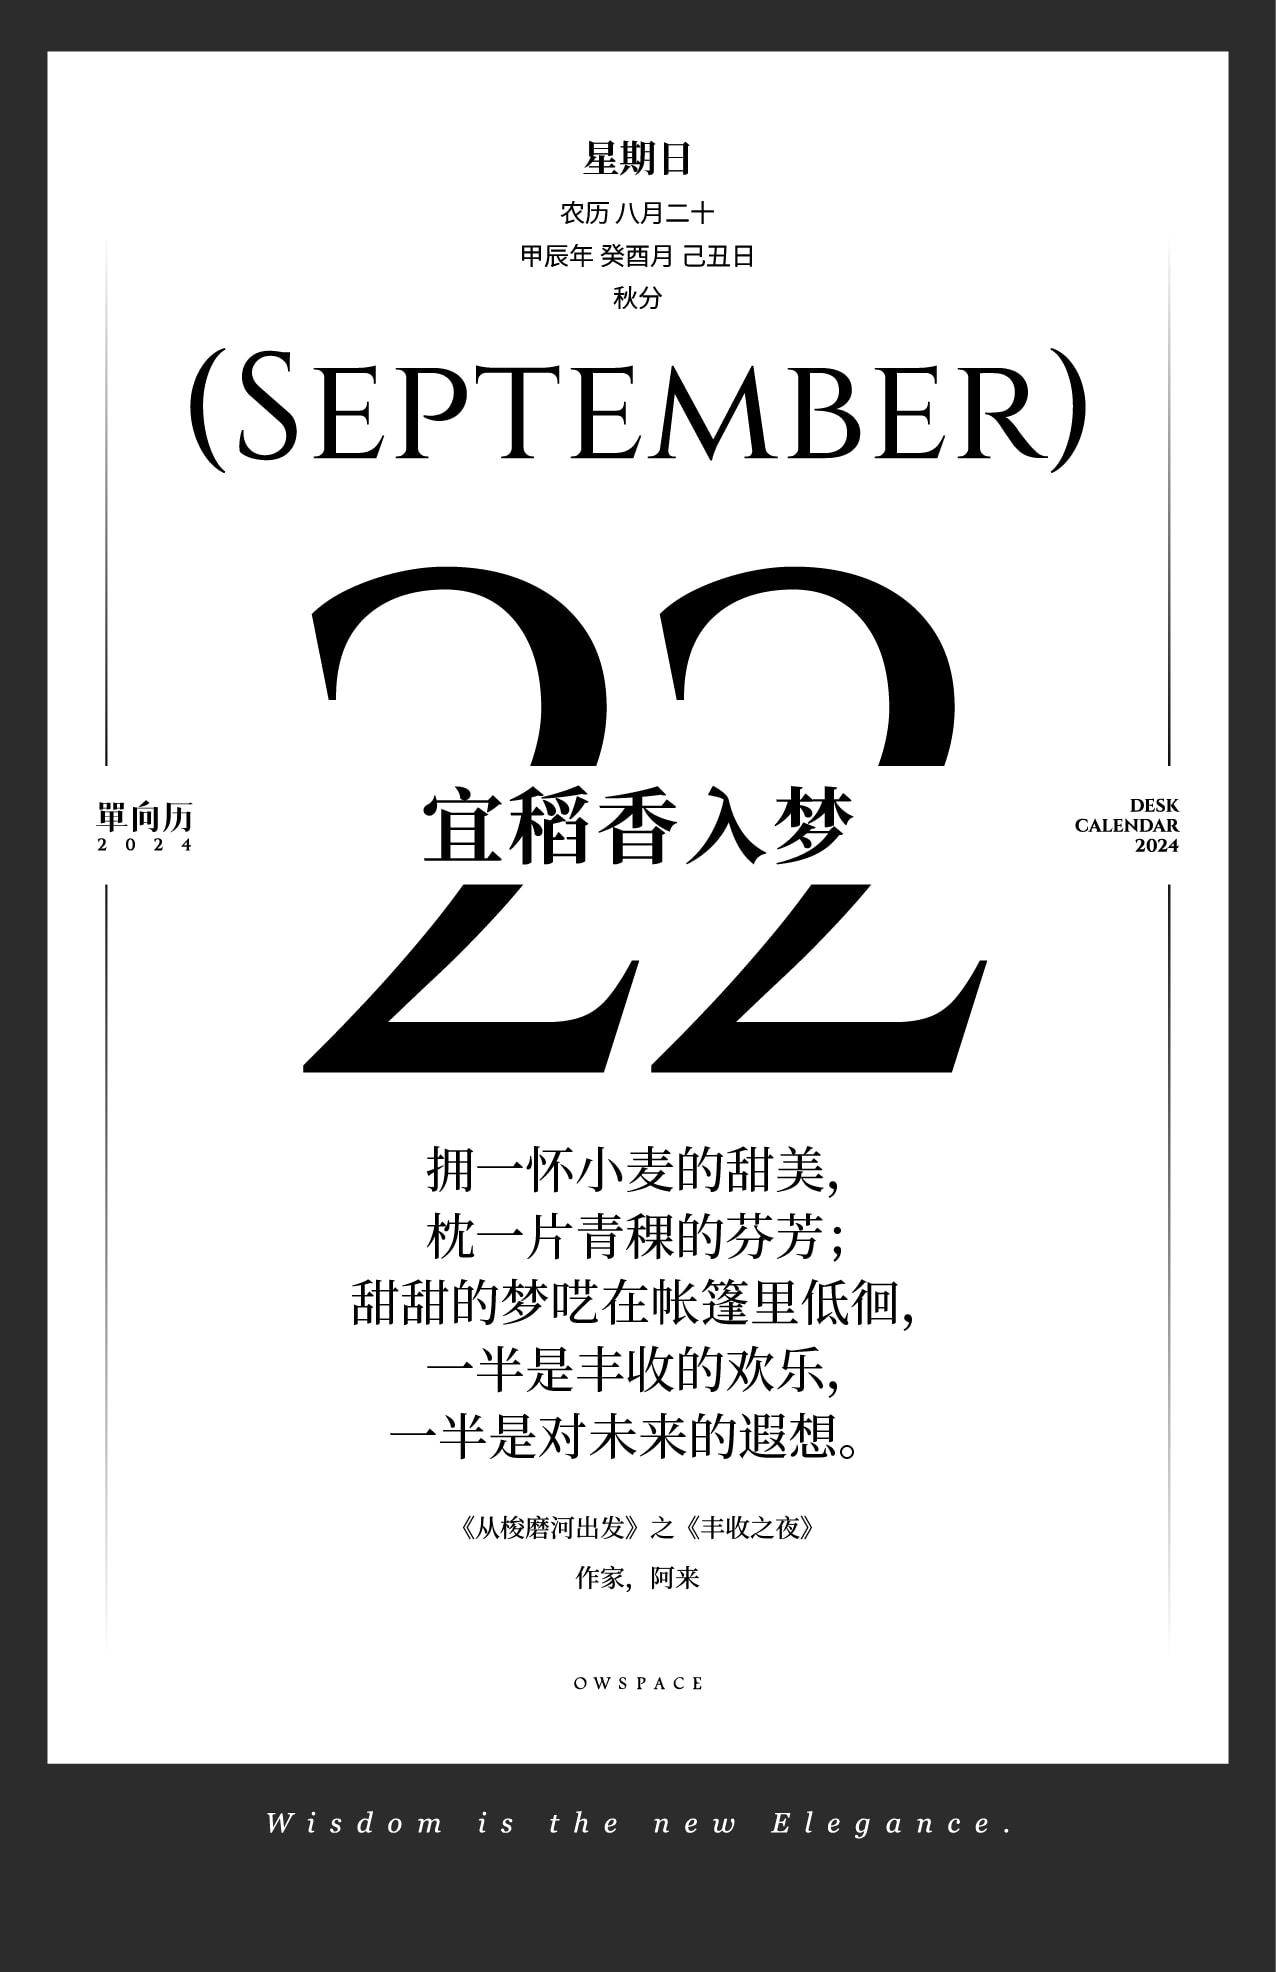 星期日
农历 八月二十
甲辰年 癸酉月 己丑日
秋分
(SEPTEMBER)
22
單向历
2024
宜稻香入梦
DESK
CALENDAR
2024
拥一怀小麦的甜美，
枕一片青稞的芬芳；
甜甜的梦呓在帐篷里低徊，
一半是丰收的欢乐，
一半是对未来的遐想。
《从梭磨河出发》之《丰收之夜》
作家，阿来
OWSPACE
Wisdom is the new Elegance.